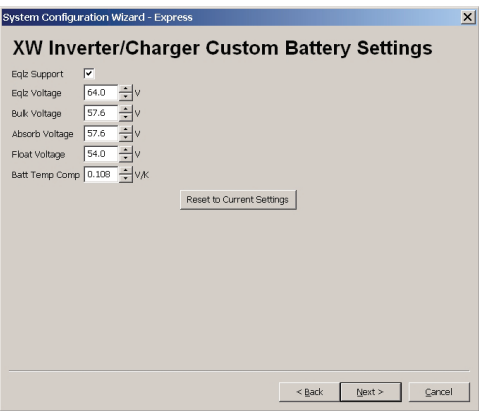 System Configuration Wizard - Express
XW Inverter/Charger Custom Battery Settings
Eqlz Support
Eqlz Voltage 64.0 V
Bulk Voltage 57.6 V
Absorb Voltage 57.6 V
Float Voltage 54.0 V
Batt Temp Comp 0.108 V/K
Reset to Current Settings
< Back Next > Cancel